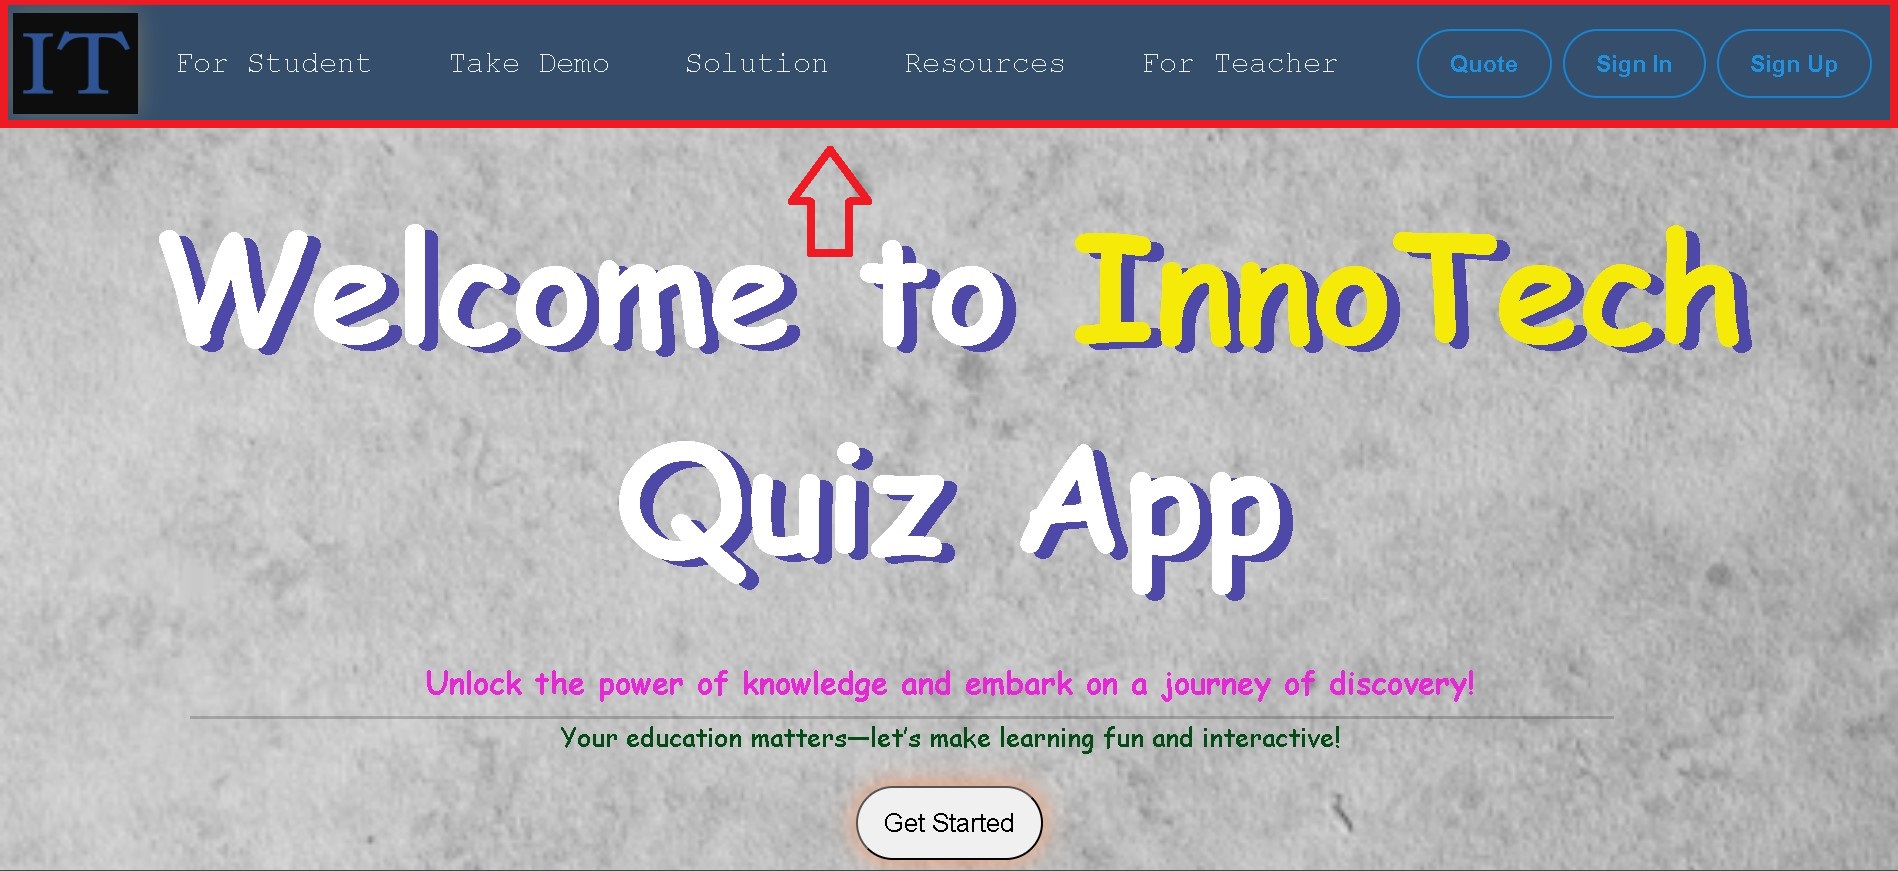 IT For Student Take Demo Solution Resources For Teacher Quote Sign In Sign Up
Welcome to InnoTech
Quiz App
Unlock the power of knowledge and embark on a journey of discovery!
Your education matters—let's make learning fun and interactive!
Get Started